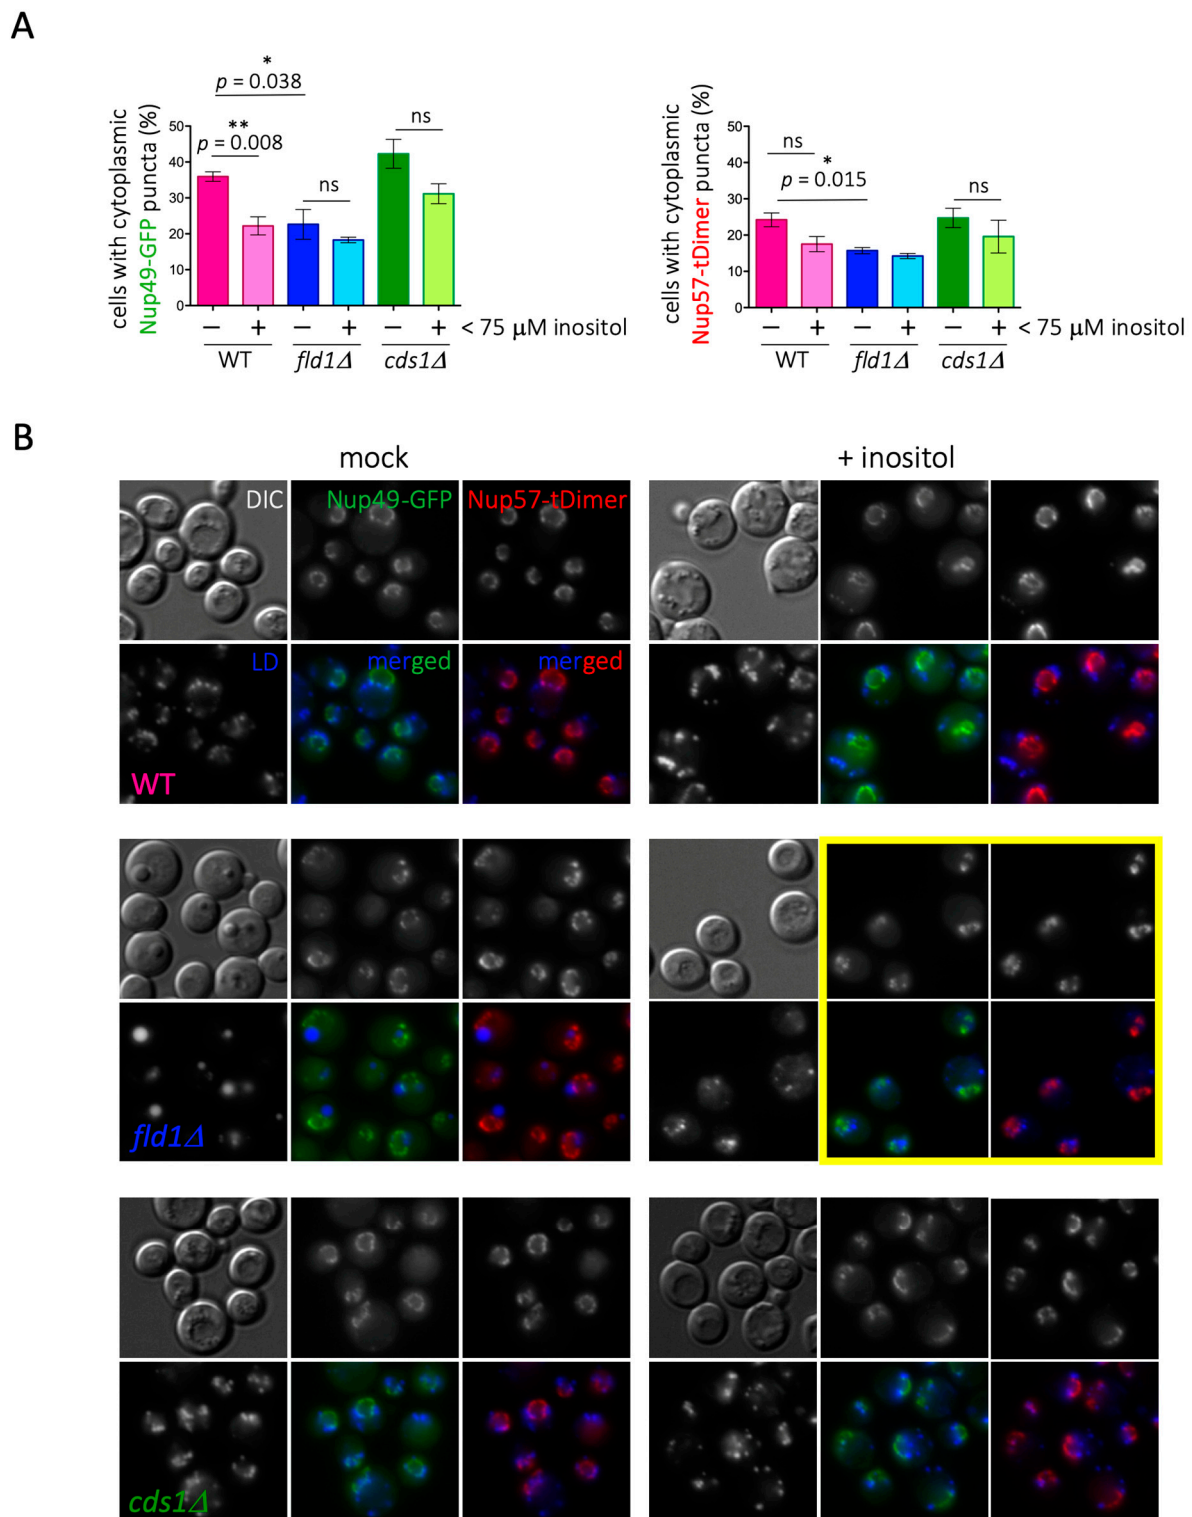 A
cells with cytoplasmic
Nup49-GFP puncta (%)
*
p = 0.038
**
p = 0.008
ns
ns
50
40
30
20
10
0
− + − + − + < 75 μM inositol
WT fld1Δ cds1Δ
cells with cytoplasmic
Nup57-tDimer puncta (%)
ns
*
p = 0.015
ns
50
40
30
20
10
0
− + − + − + < 75 μM inositol
WT fld1Δ cds1Δ
B
mock + inositol
DIC Nup49-GFP Nup57-tDimer
LD merged merged
WT
fld1Δ
cds1Δ